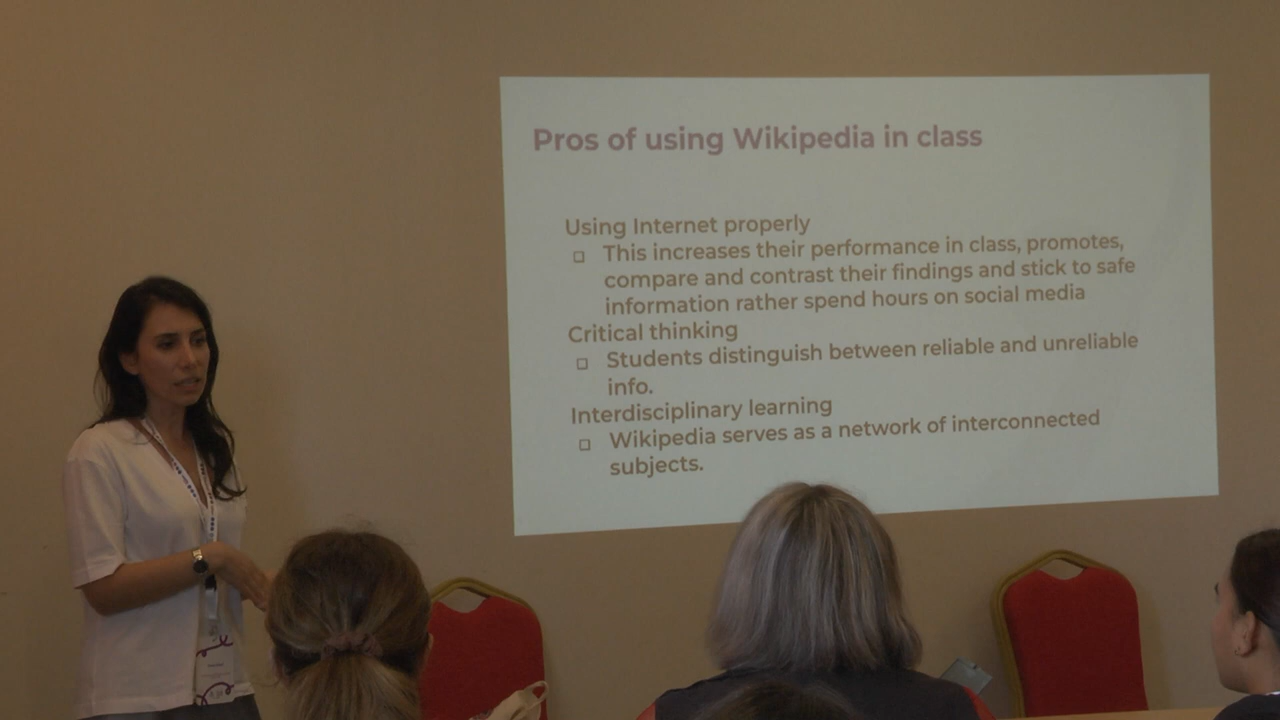 Pros of using Wikipedia in class
Using Internet properly
This increases their performance in class, promotes,
compare and contrast their findings and stick to safe
information rather spend hours on social media
Critical thinking
Students distinguish between reliable and unreliable
info.
Interdisciplinary learning
Wikipedia serves as a network of interconnected
subjects.